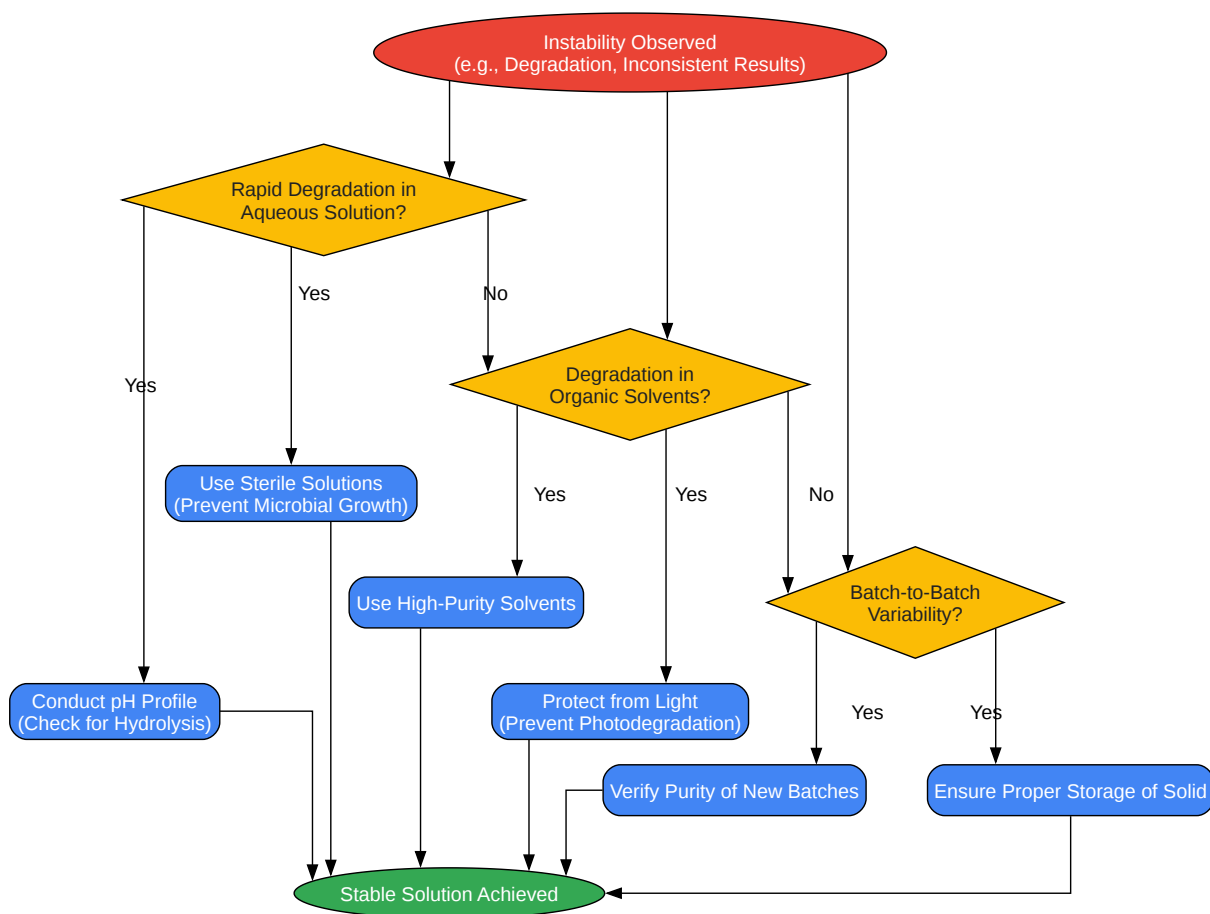 Instability Observed
(e.g., Degradation, Inconsistent Results)
Rapid Degradation in
Aqueous Solution?
Yes
No
Yes
Degradation in
Organic Solvents?
Use Sterile Solutions
(Prevent Microbial Growth)
Yes
Yes
No
Use High-Purity Solvents
Batch-to-Batch
Variability?
Conduct pH Profile
(Check for Hydrolysis)
Protect from Light
(Prevent Photodegradation)
Yes
Yes
Verify Purity of New Batches
Ensure Proper Storage of Solid
Stable Solution Achieved